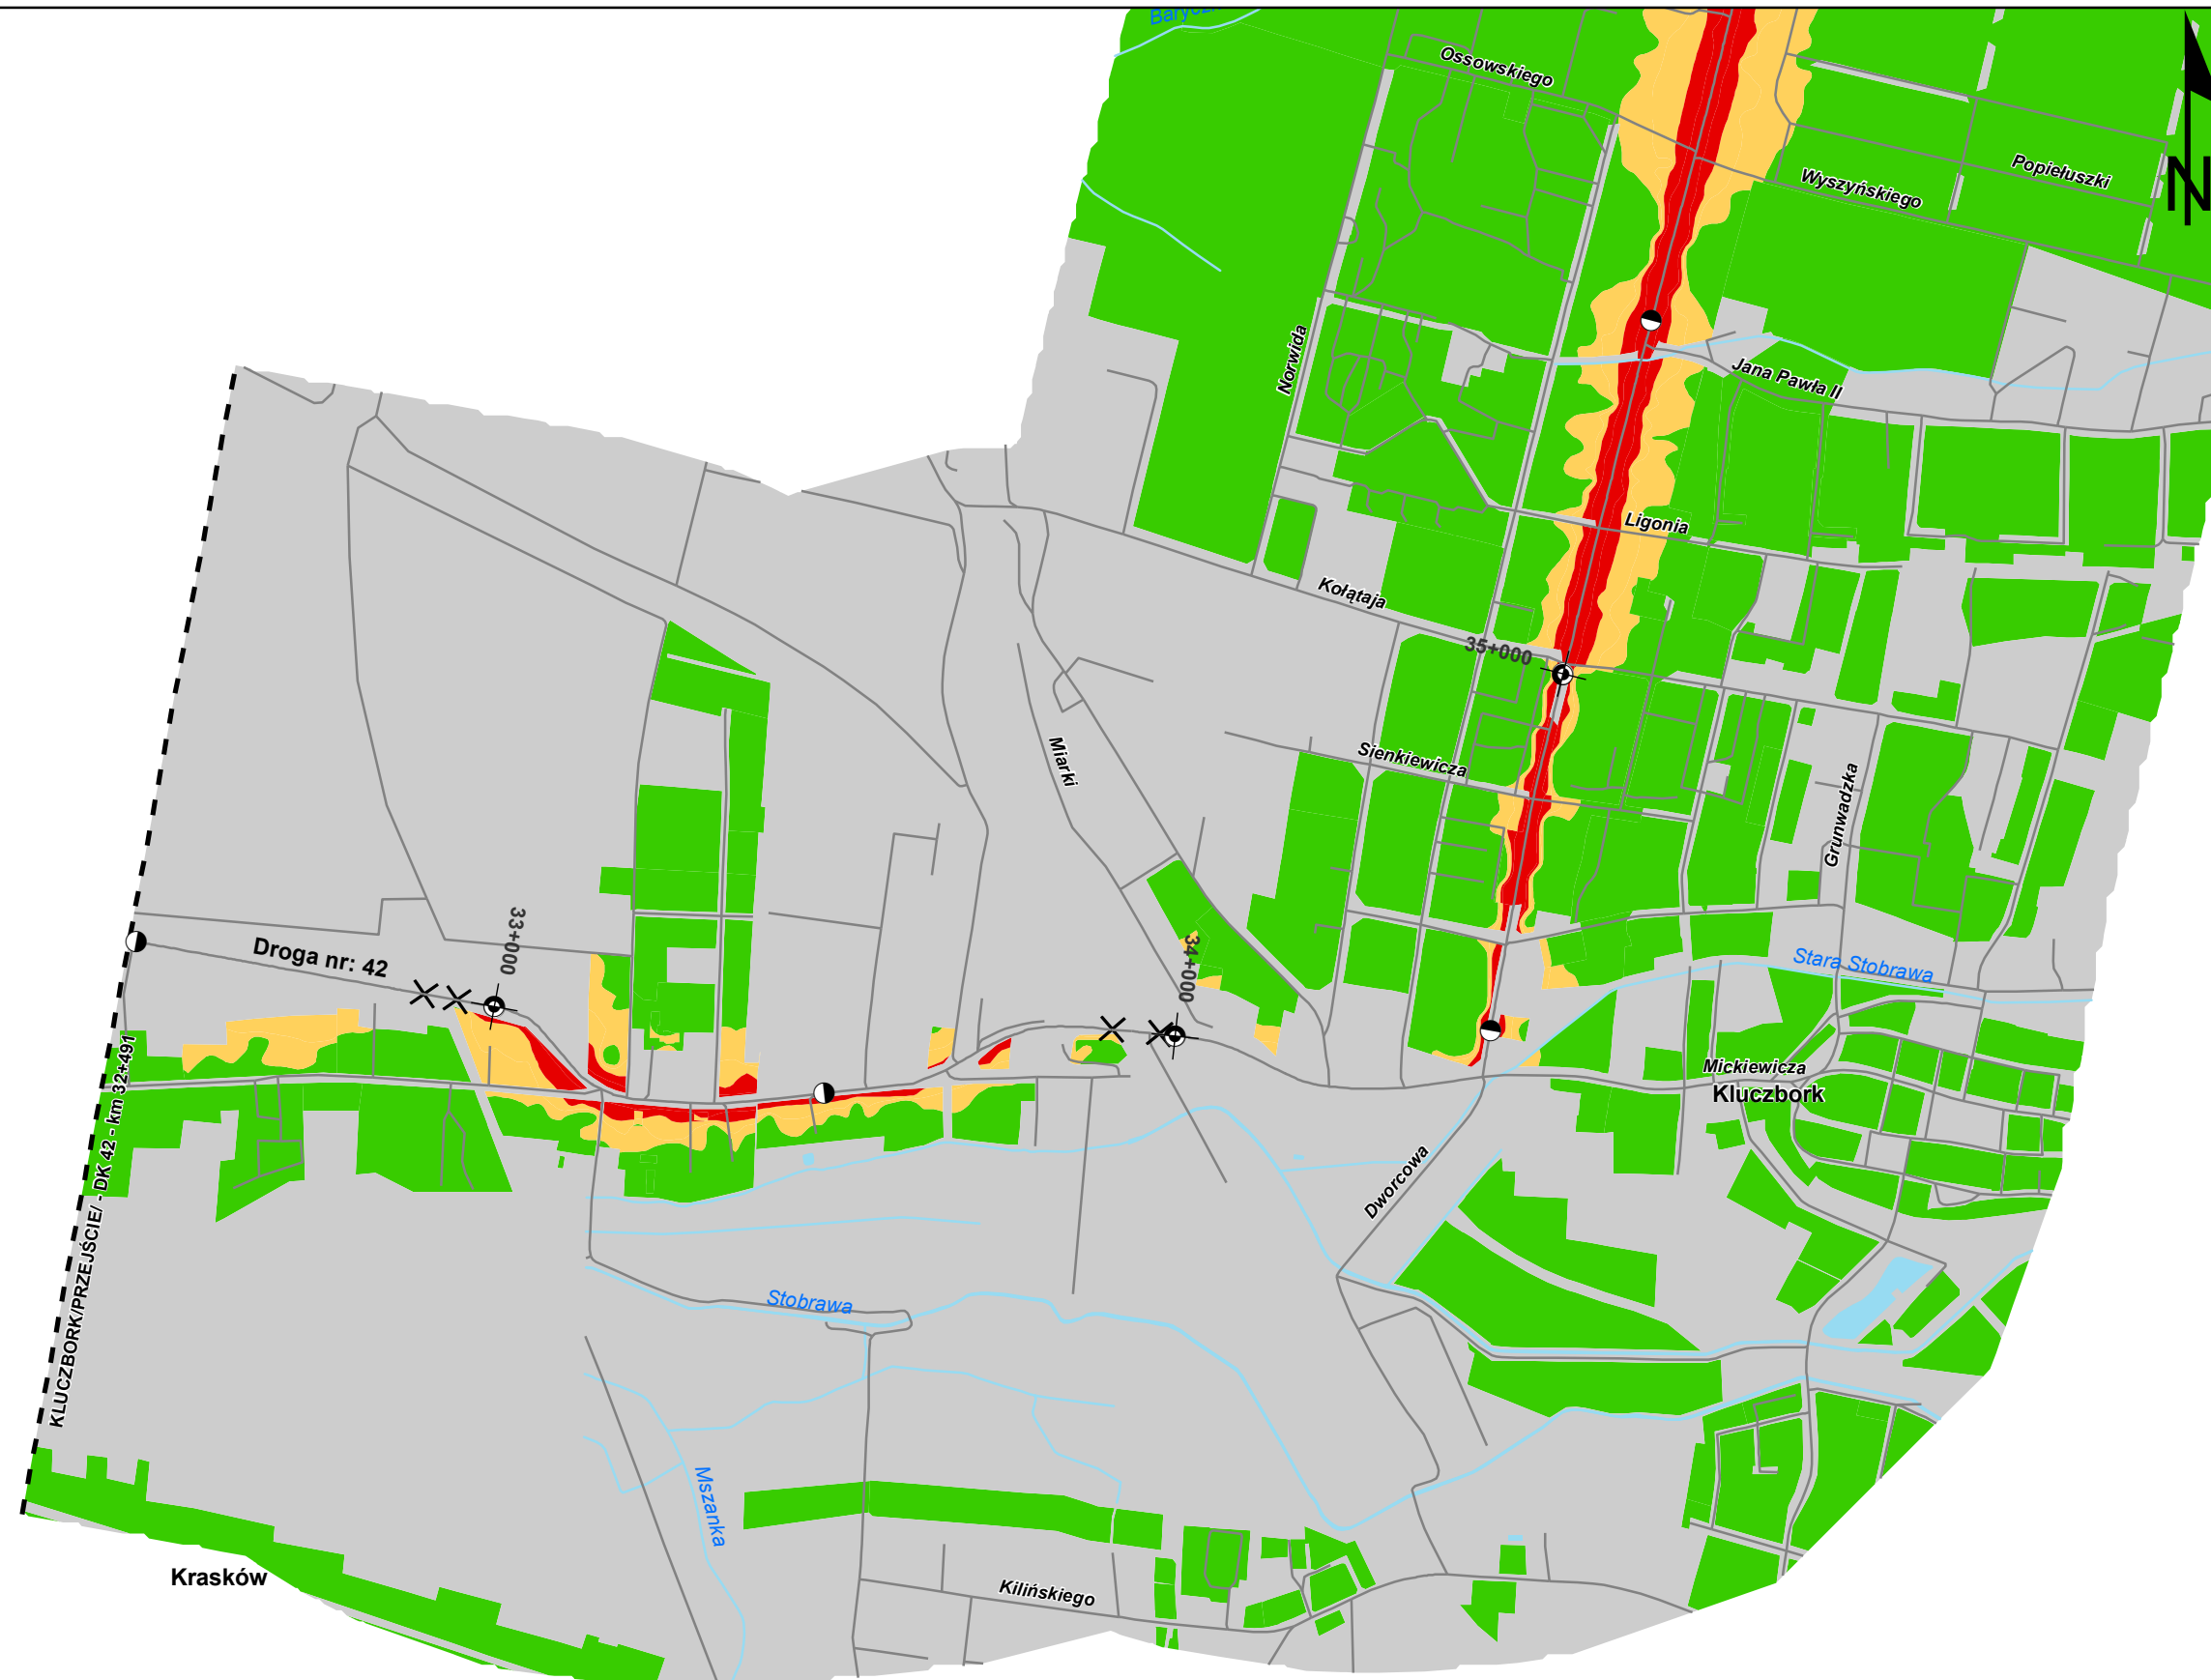 Ossowskiego
Popiełuszki
Wyszyńskiego
N
Norwida
Jana Pawła II
Ligonia
Kołątaja
35+000
Miarki
Sienkiewicza
Grunwadzka
33+000
Droga nr: 42
34+000
Stara Stobrawa
Mickiewicza
Kluczbork
KLUCZBORK/PRZEJŚCIE/ - DK 42 - km 32+491
Dworcowa
Stobrawa
Mszanka
Krasków
Kilińskiego